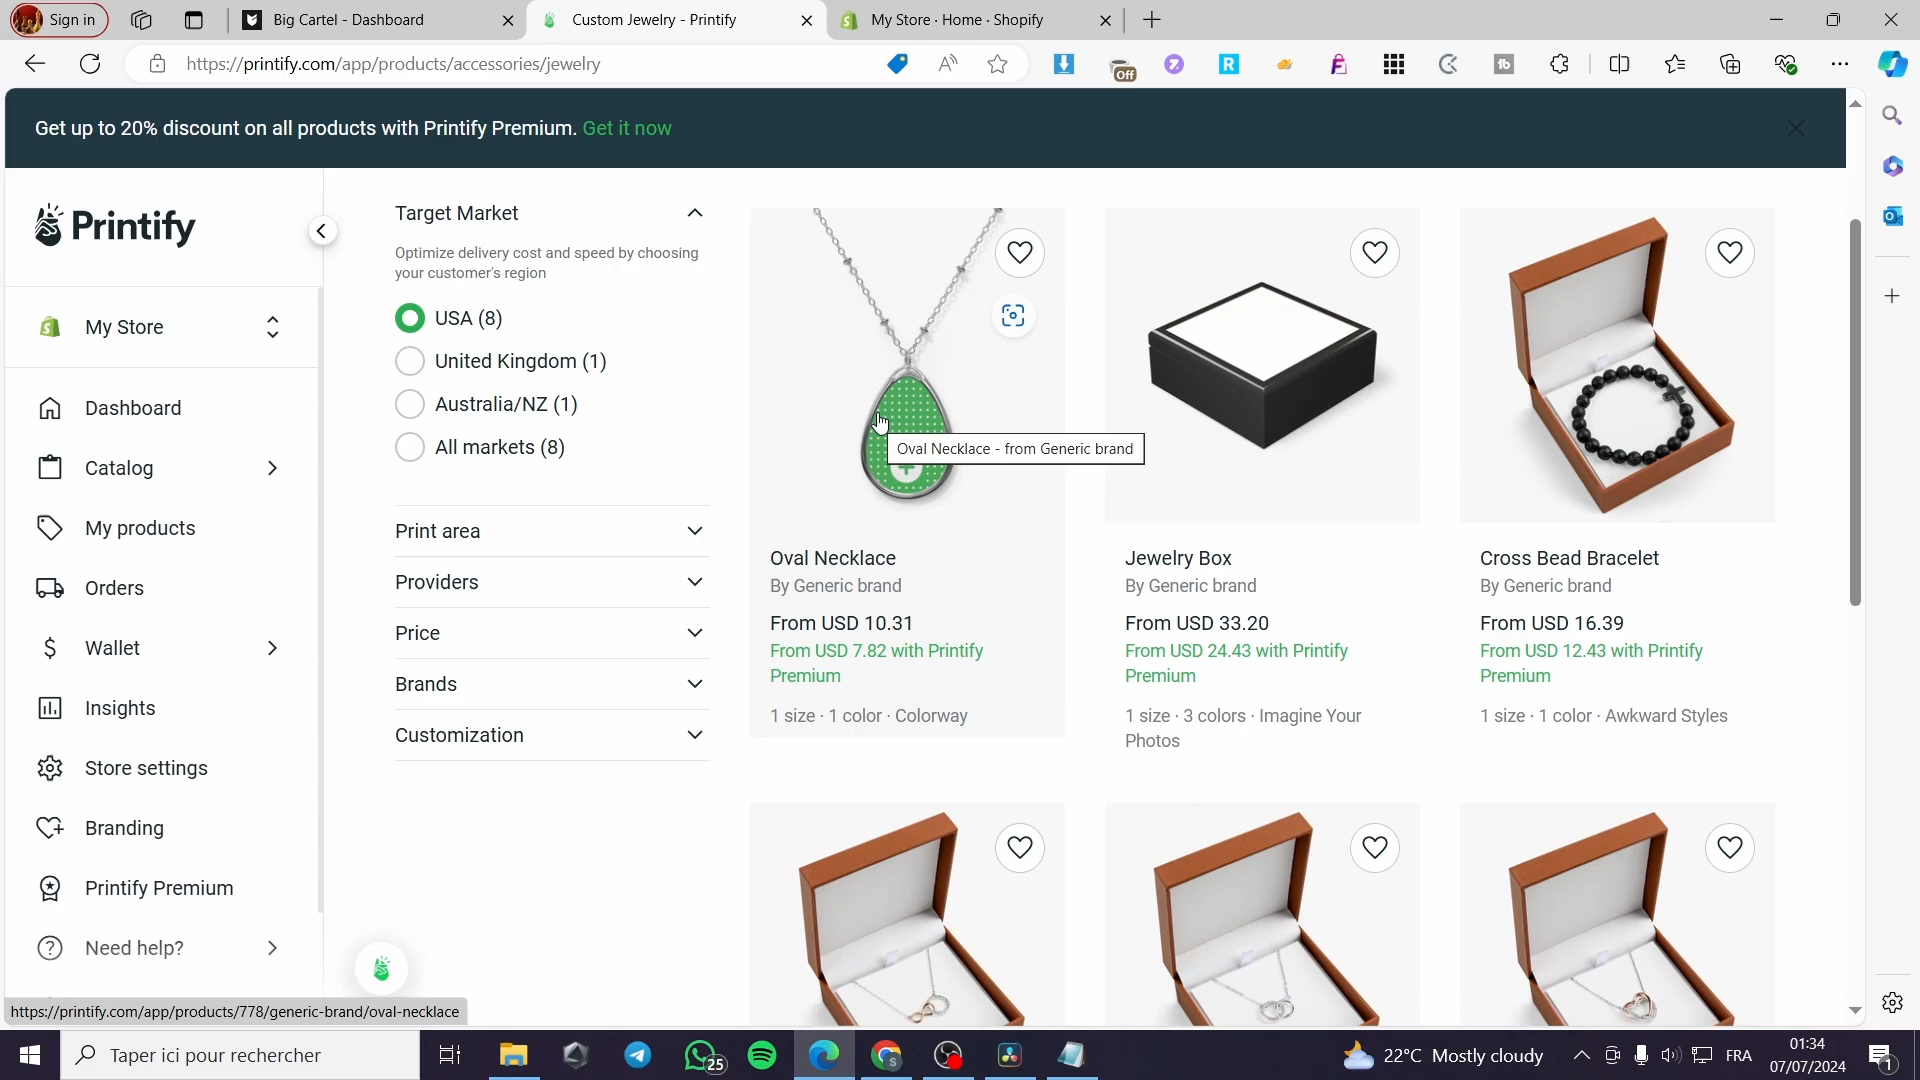 Sign in
Big Cartel - Dashboard
Custom Jewelry - Printify
My Store · Home · Shopify
https://printify.com/app/products/accessories/jewelry
Off
R
tb
Get up to 20% discount on all products with Printify Premium. Get it now
Printify
My Store
Dashboard
Catalog
My products
Orders
Wallet
Insights
Store settings
Branding
Printify Premium
Need help?
Target Market
Optimize delivery cost and speed by choosing
your customer's region
USA (8)
United Kingdom (1)
Australia/NZ (1)
All markets (8)
Print area
Providers
Price
Brands
Customization
Oval Necklace - from Generic brand
Oval Necklace
By Generic brand
From USD 10.31
From USD 7.82 with Printify
Premium
1 size · 1 color · Colorway
Jewelry Box
By Generic brand
From USD 33.20
From USD 24.43 with Printify
Premium
1 size · 3 colors · Imagine Your
Photos
Cross Bead Bracelet
By Generic brand
From USD 16.39
From USD 12.43 with Printify
Premium
1 size · 1 color · Awkward Styles
https://printify.com/app/products/778/generic-brand/oval-necklace
Taper ici pour rechercher
25
22°C Mostly cloudy
FRA
01:34
07/07/2024
1